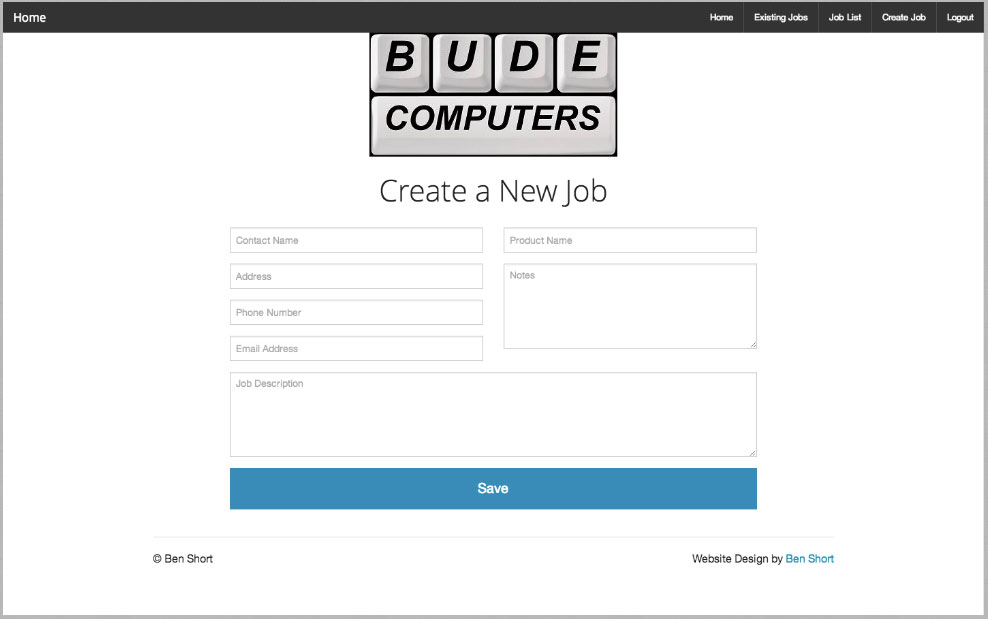 Home
Home Existing Jobs Job List Create Job Logout
B U D E
COMPUTERS
Create a New Job
Contact Name
Product Name
Address
Notes
Phone Number
Email Address
Job Description
Save
© Ben Short
Website Design by Ben Short